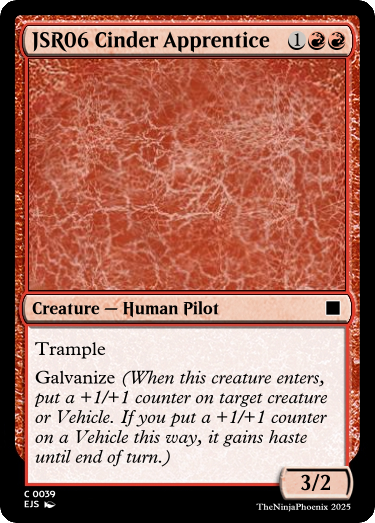 JSR06 Cinder Apprentice 1
Creature — Human Pilot
Trample
Galvanize (When this creature enters,
put a +1/+1 counter on target creature
or Vehicle. If you put a +1/+1 counter
on a Vehicle this way, it gains haste
until end of turn.)
3/2
C 0039
EJS
TheNinjaPhoenix 2025